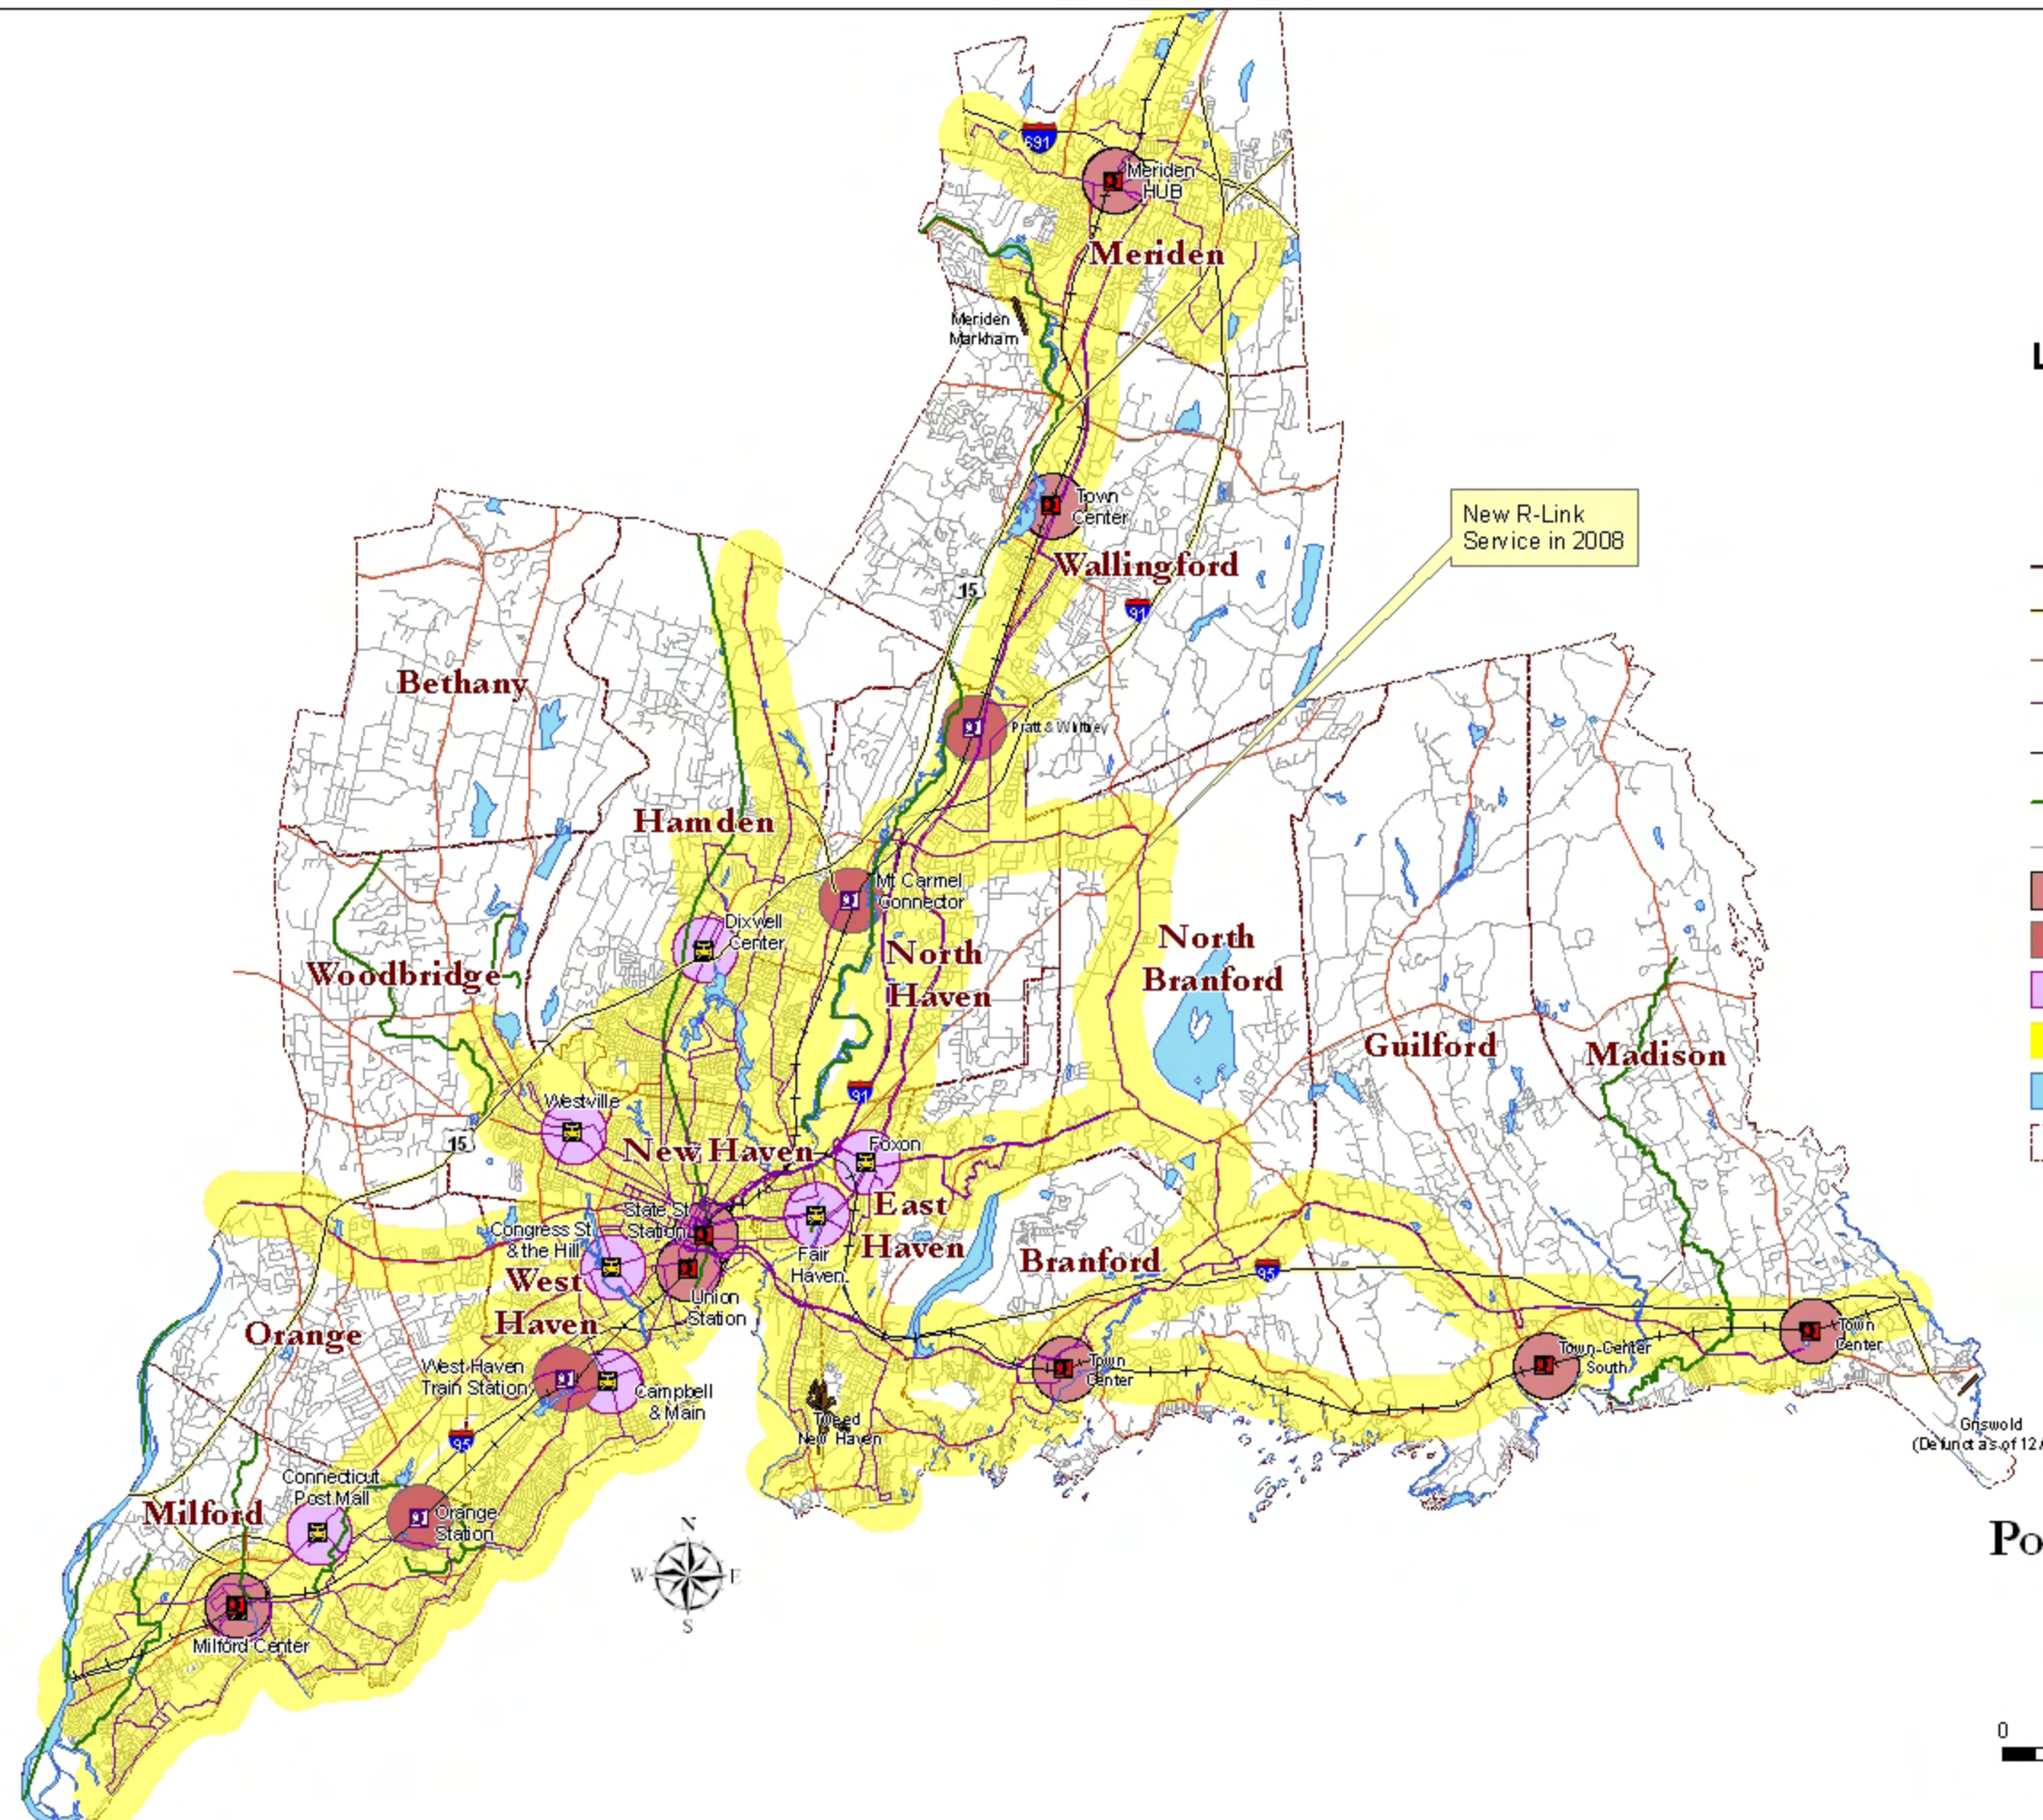 691
Meriden
HUB
Meriden
Meriden
Markham
Town
Center
New R-Link
Service in 2008
Wallingford
15
91
Bethany
Pratt & Whitney
Hamden
Mt Carmel
Connector
Dixwell
Center
North
Haven
North
Branford
Woodbridge
Guilford
Madison
Westville
91
15
New Haven
Foxon
State St
Station
East
Haven
Congress St
& the Hill
Fair
Haven
Branford
95
West
Haven
Union
Station
Orange
Town
Center
Town-Center
South
Town
Center
West Haven
Train Station
Campbell
& Main
Tweed
New Haven
Griswold
(Defunct as of 12/
95
Connecticut
Post Mall
Milford
Orange
Station
N
W
E
S
Po
Milford Center
0
L